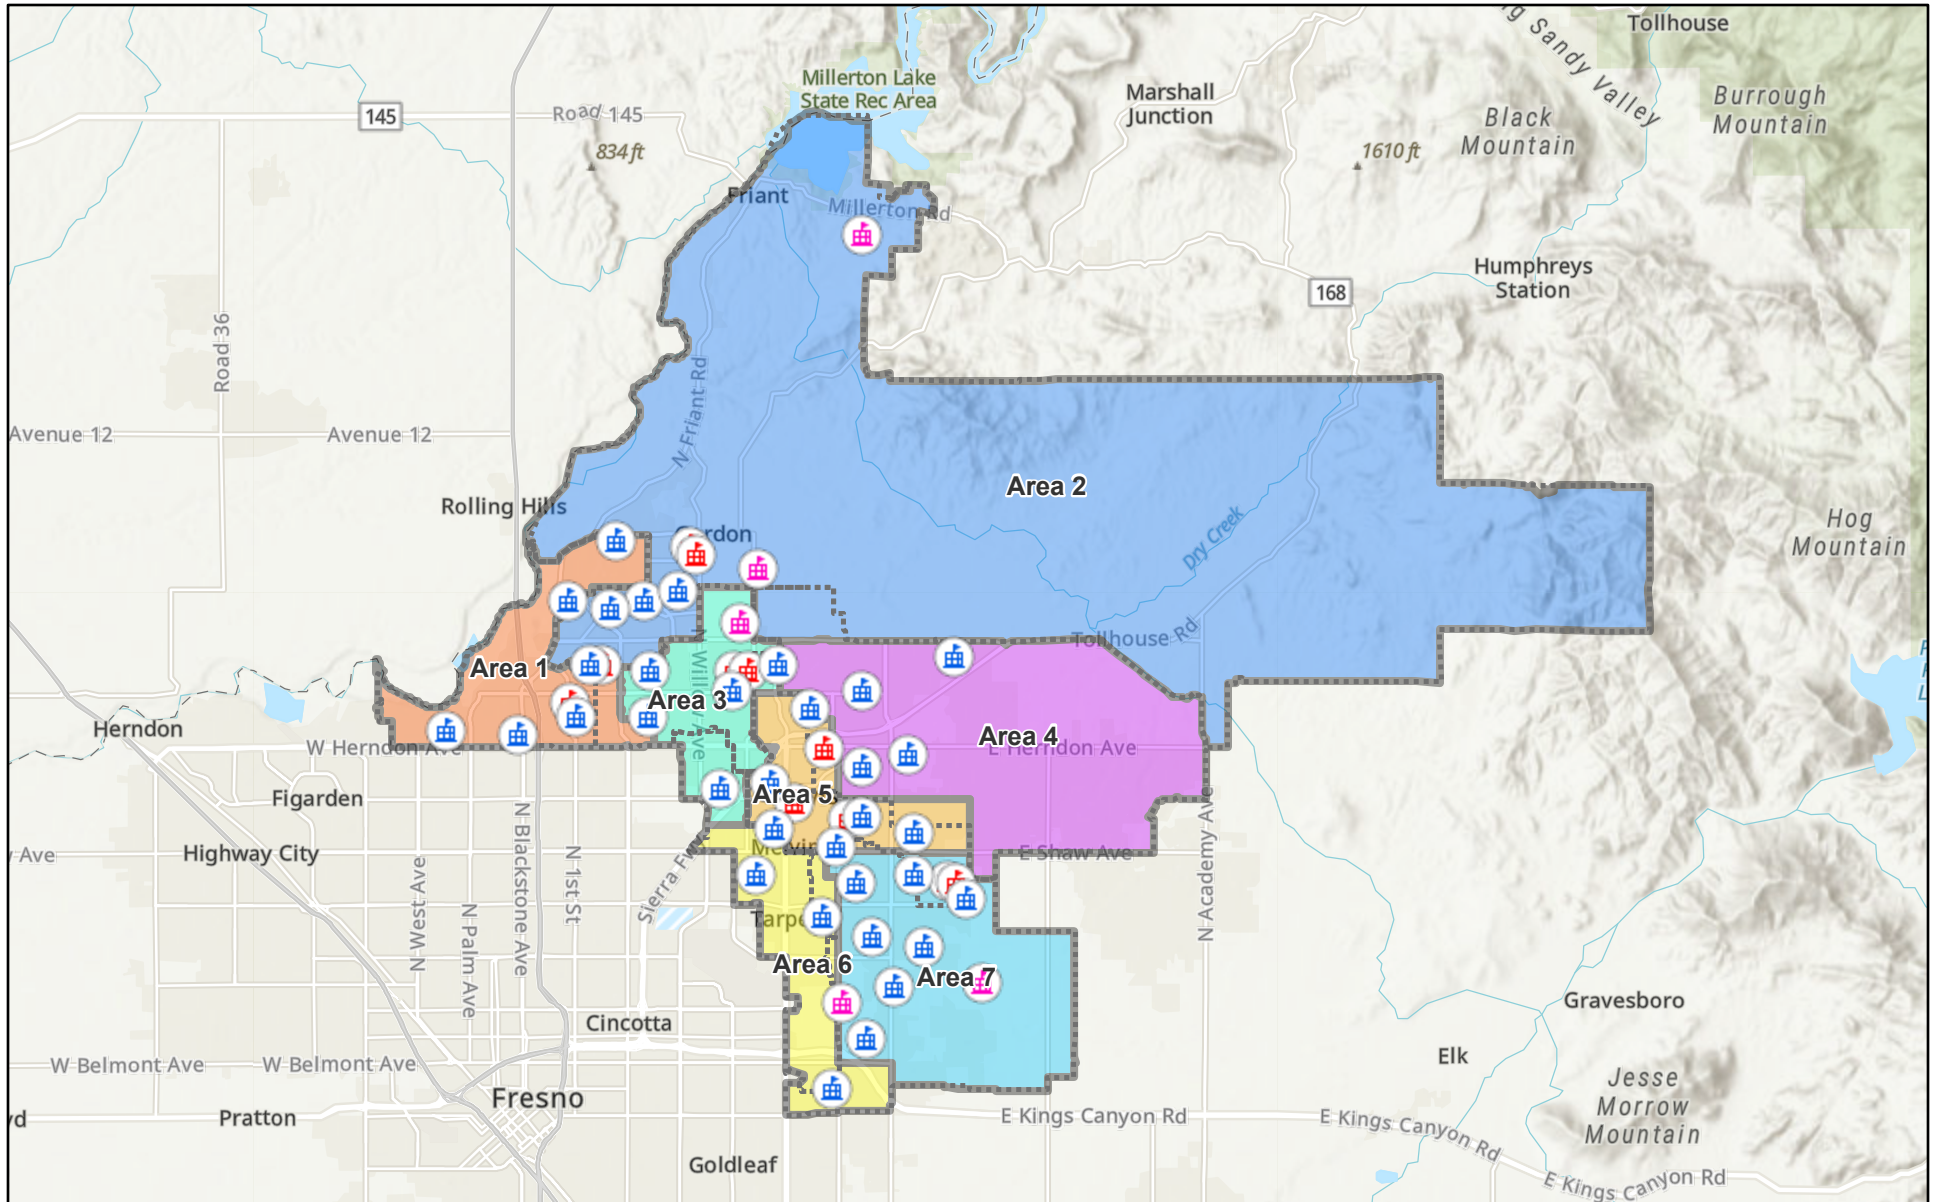 Tollhouse
Sandy Valley
Millerton Lake
State Rec Area
Marshall
Junction
Burrough
Mountain
Black
Mountain
145
Road 145
834 ft
1610 ft
Friant
Millerton Rd
Humphreys
Station
168
Road 36
N Friant Rd
Avenue 12
Avenue 12
Area 2
Rolling Hills
Hog
Mountain
Dry Creek
Tollhouse Rd
Area 1
Area 3
Herndon
W Herndon Ave
Area 4
E Herndon Ave
Figarden
Area 5
N Blackstone Ave
N Academy Ave
Highway City
Ave
E Shaw Ave
N West Ave
N Palm Ave
N 1st St
Area 6
Area 7
Gravesboro
Cincotta
W Belmont Ave
W Belmont Ave
Elk
Jesse
Morrow
Mountain
Fresno
Pratton
E Kings Canyon Rd
E Kings Canyon Rd
Goldleaf
E Kings Canyon Rd